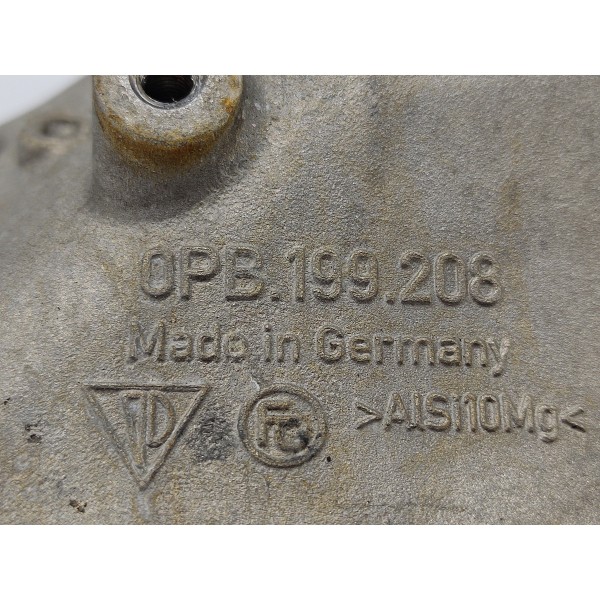 0PB.199.208
Made in Germany
>AlSi10Mg<